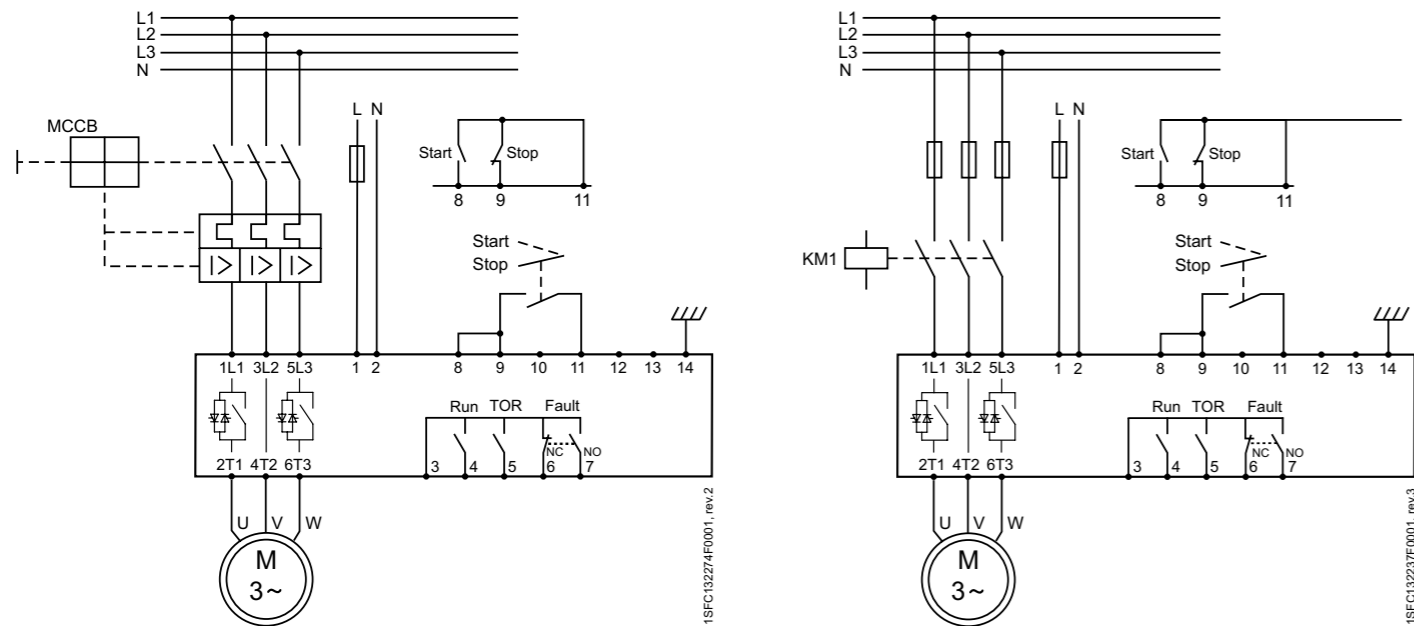 L1
L2
L3
N
MCCB
L N
Start Stop
8 9 11
Start
Stop
1L1 3L2 5L3 1 2 8 9 10 11 12 13 14
Run TOR Fault
NC NO
2T1 4T2 6T3 3 4 5 6 7
U V W
M
3~
1SFC132274F0001, rev.2
L1
L2
L3
N
L N
Start Stop
8 9 11
KM1
Start
Stop
1L1 3L2 5L3 1 2 8 9 10 11 12 13 14
Run TOR Fault
NC NO
2T1 4T2 6T3 3 4 5 6 7
U V W
M
3~
1SFC132237F0001, rev.3